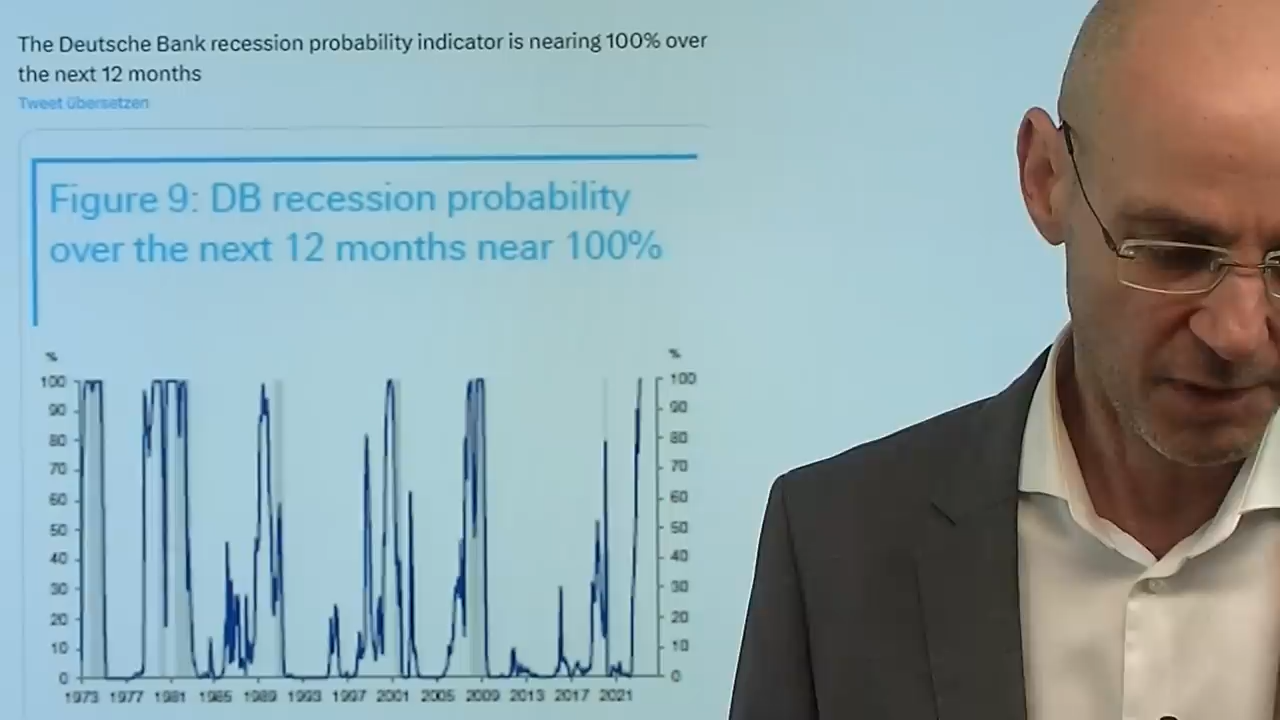 The Deutsche Bank recession probability indicator is nearing 100% over
the next 12 months
Tweet übersetzen
Figure 9: DB recession probability
over the next 12 months near 100%
% %
100 100
90 90
80 80
70 70
60 60
50 50
40 40
30 30
20 20
10 10
0 0
1973 1977 1981 1985 1989 1993 1997 2001 2005 2009 2013 2017 2021